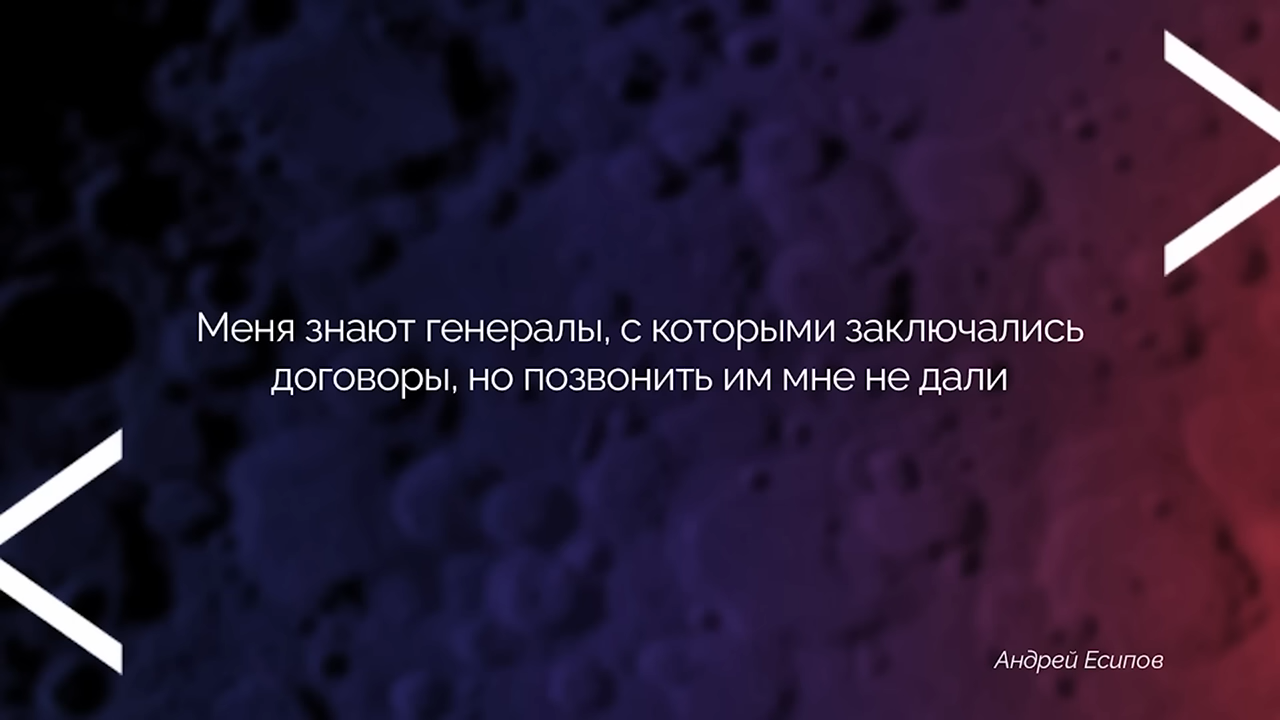 Меня знают генералы, с которыми заключались
договоры, но позвонить им мне не дали
Андрей Есипов